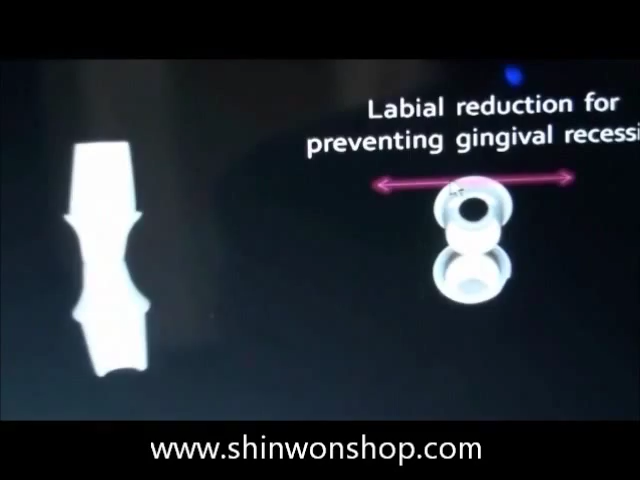 Labial reduction for
preventing gingival recessi
www.shinwonshop.com